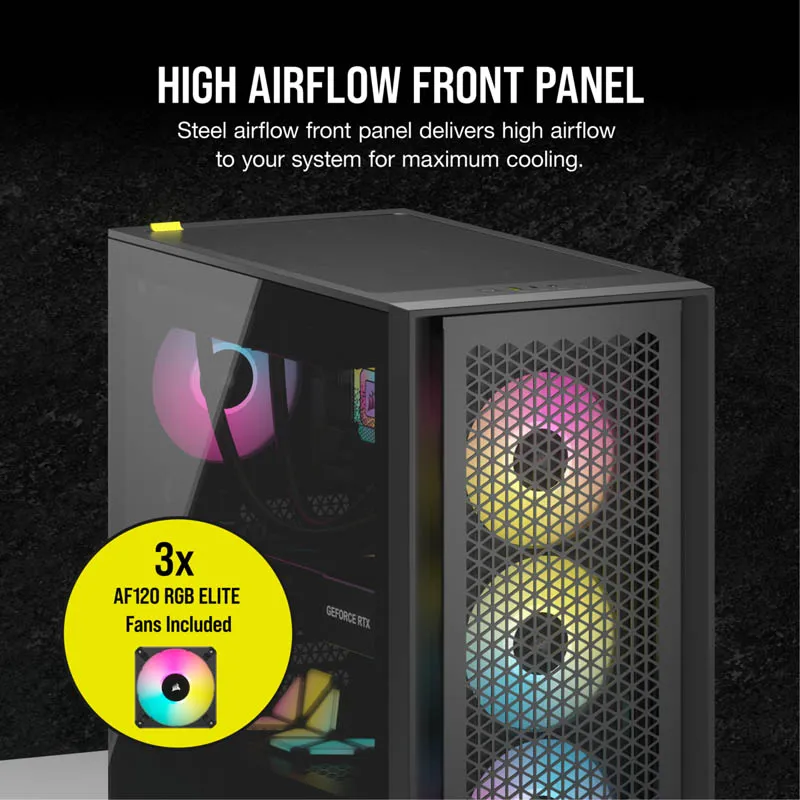 HIGH AIRFLOW FRONT PANEL
Steel airflow front panel delivers high airflow
to your system for maximum cooling.
GEFORCE RTX
3x
AF120 RGB ELITE
Fans Included